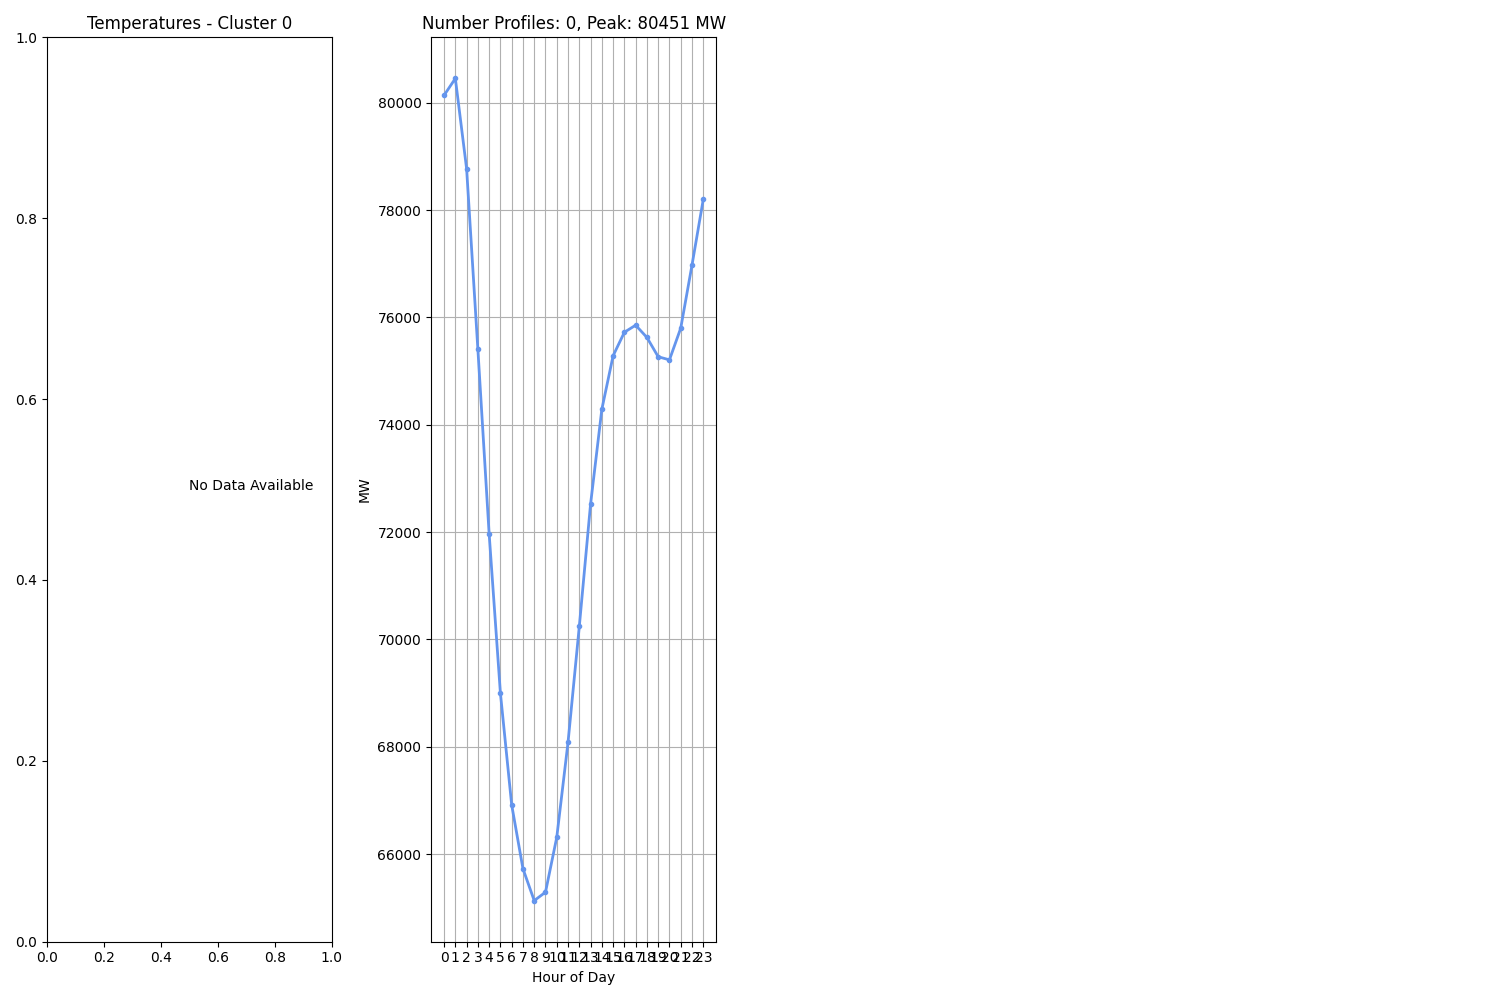 Temperatures - Cluster 0
1.0
0.8
0.6
0.4
0.2
0.0
No Data Available
0.0 0.2 0.4 0.6 0.8 1.0
Number Profiles: 0, Peak: 80451 MW
80000
78000
76000
74000
72000
70000
68000
66000
MW
0 1 2 3 4 5 6 7 8 9 10 11 12 13 14 15 16 17 18 19 20 21 22 23
Hour of Day